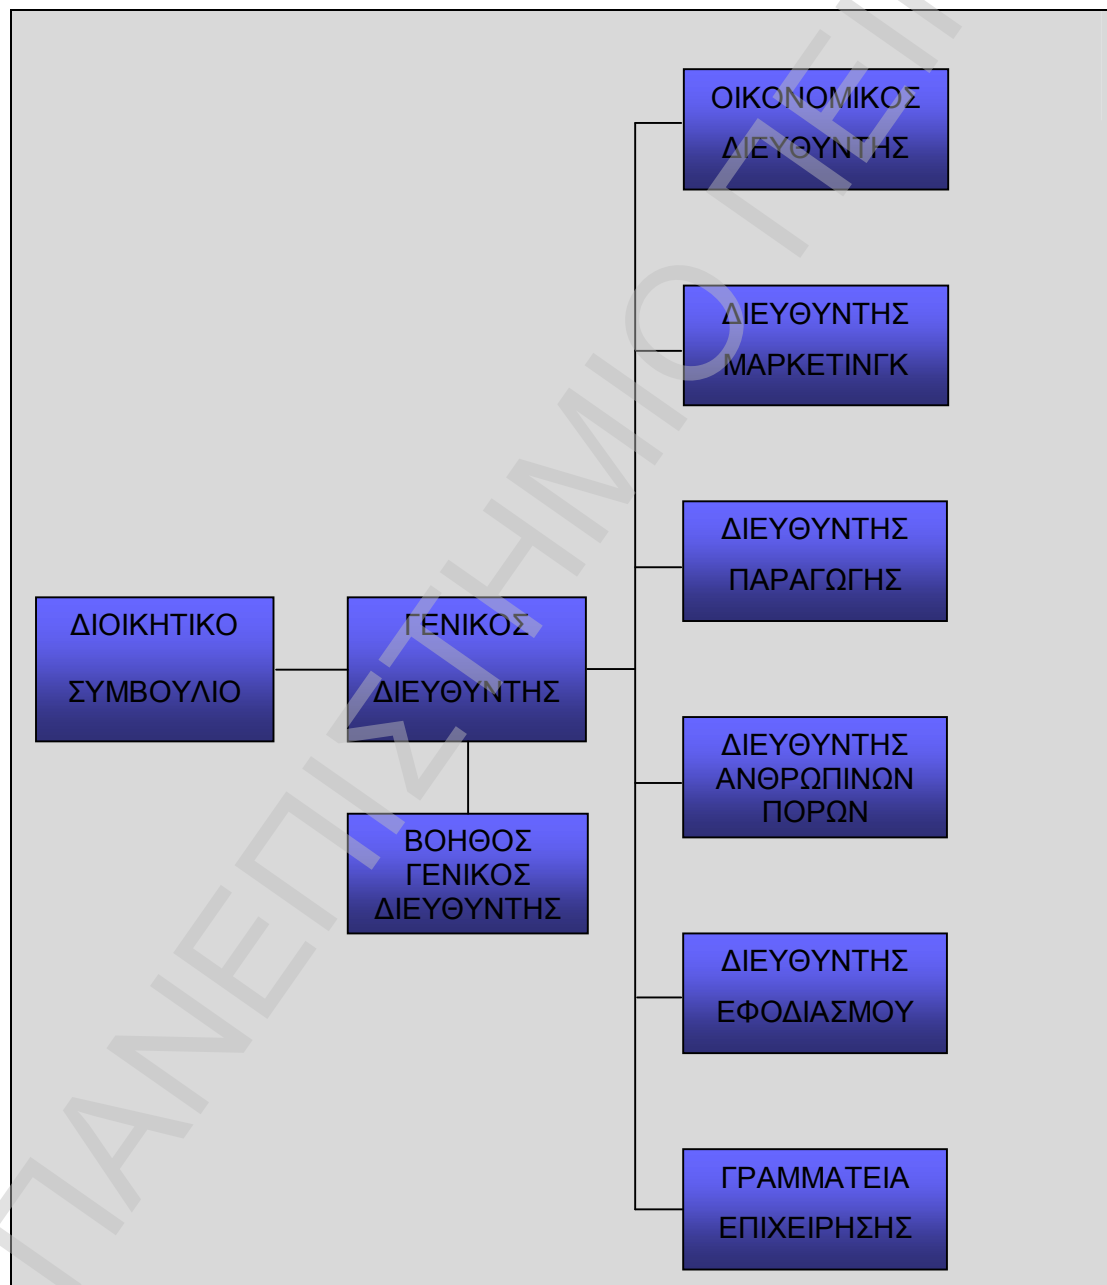 ΟΙΚΟΝΟΜΙΚΟΣ
ΔΙΕΥΘΥΝΤΗΣ
ΔΙΕΥΘΥΝΤΗΣ
ΜΑΡΚΕΤΙΝΓΚ
ΔΙΕΥΘΥΝΤΗΣ
ΠΑΡΑΓΩΓΗΣ
ΔΙΟΙΚΗΤΙΚΟ
ΣΥΜΒΟΥΛΙΟ
ΓΕΝΙΚΟΣ
ΔΙΕΥΘΥΝΤΗΣ
ΒΟΗΘΟΣ
ΓΕΝΙΚΟΣ
ΔΙΕΥΘΥΝΤΗΣ
ΔΙΕΥΘΥΝΤΗΣ
ΑΝΘΡΩΠΙΝΩΝ
ΠΟΡΩΝ
ΔΙΕΥΘΥΝΤΗΣ
ΕΦΟΔΙΑΣΜΟΥ
ΓΡΑΜΜΑΤΕΙΑ
ΕΠΙΧΕΙΡΗΣΗΣ
ΠΑΝΕΠΙΣΤΗΜΙΟ